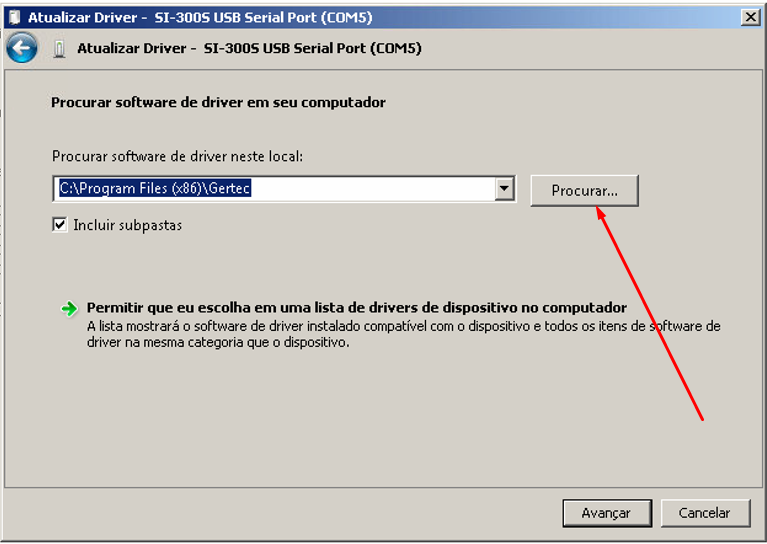 Atualizar Driver - SI-300S USB Serial Port (COM5)
Atualizar Driver - SI-300S USB Serial Port (COM5)
Procurar software de driver em seu computador
Procurar software de driver neste local:
C:\Program Files (x86)\Gertec
Procurar...
Incluir subpastas
Permitir que eu escolha em uma lista de drivers de dispositivo no computador
A lista mostrará o software de driver instalado compatível com o dispositivo e todos os itens de software de
driver na mesma categoria que o dispositivo.
Avançar
Cancelar